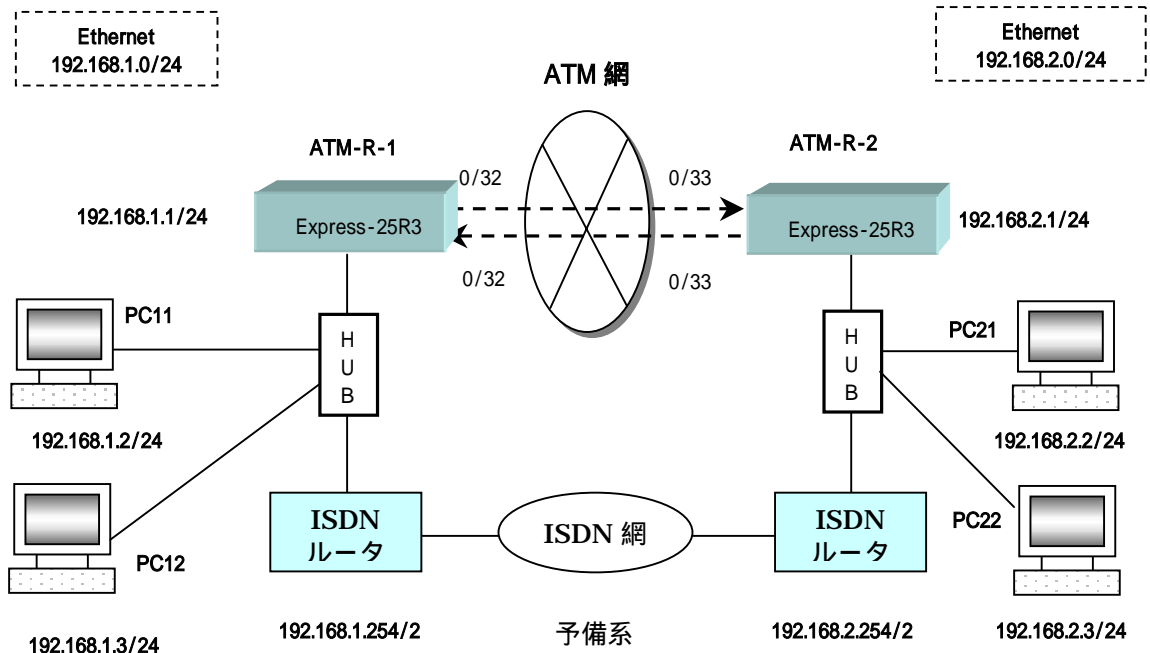 Ethernet
192.168.1.0/24
Ethernet
192.168.2.0/24
ATM 網
ATM-R-1
ATM-R-2
0/32
0/33
192.168.1.1/24
Express-25R3
Express-25R3
192.168.2.1/24
0/32
0/33
PC11
H
U
B
H
U
B
PC21
192.168.1.2/24
192.168.2.2/24
PC12
ISDN
ルータ
ISDN 網
ISDN
ルータ
PC22
192.168.1.3/24
192.168.1.254/2
予備系
192.168.2.254/2
192.168.2.3/24